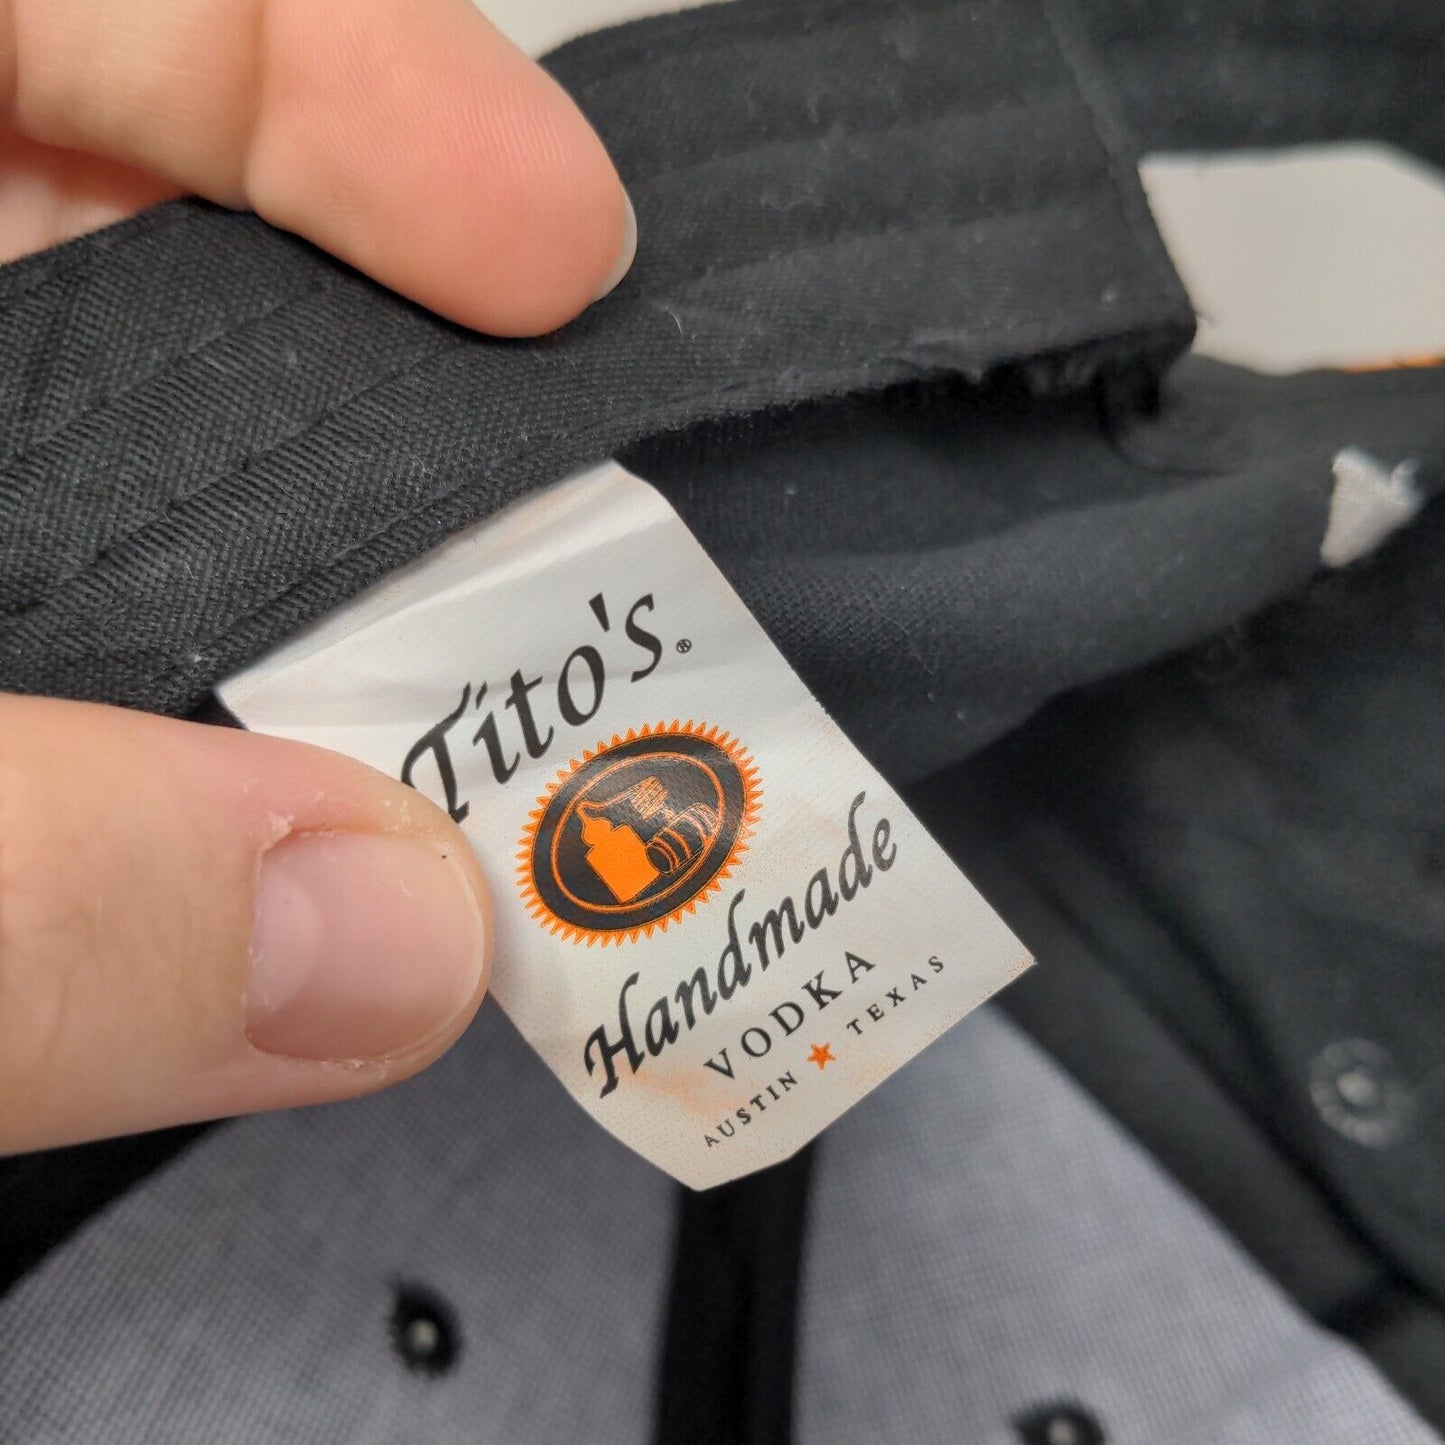 Tito's®
Handmade
VODKA
AUSTIN ★ TEXAS